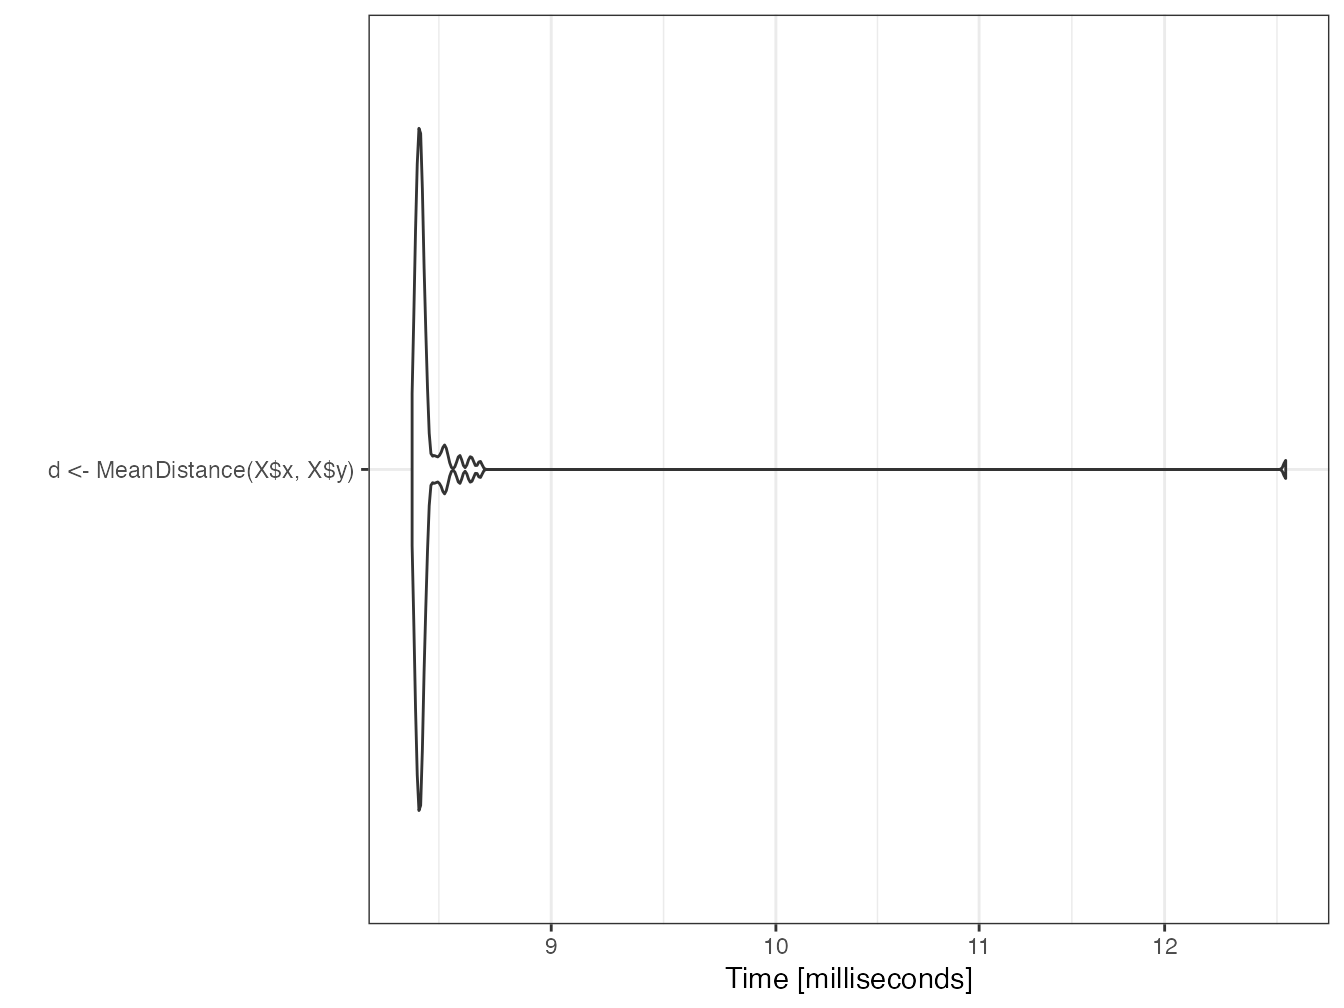 d <- MeanDistance(X$x, X$y)
9
10
11
12
Time [milliseconds]